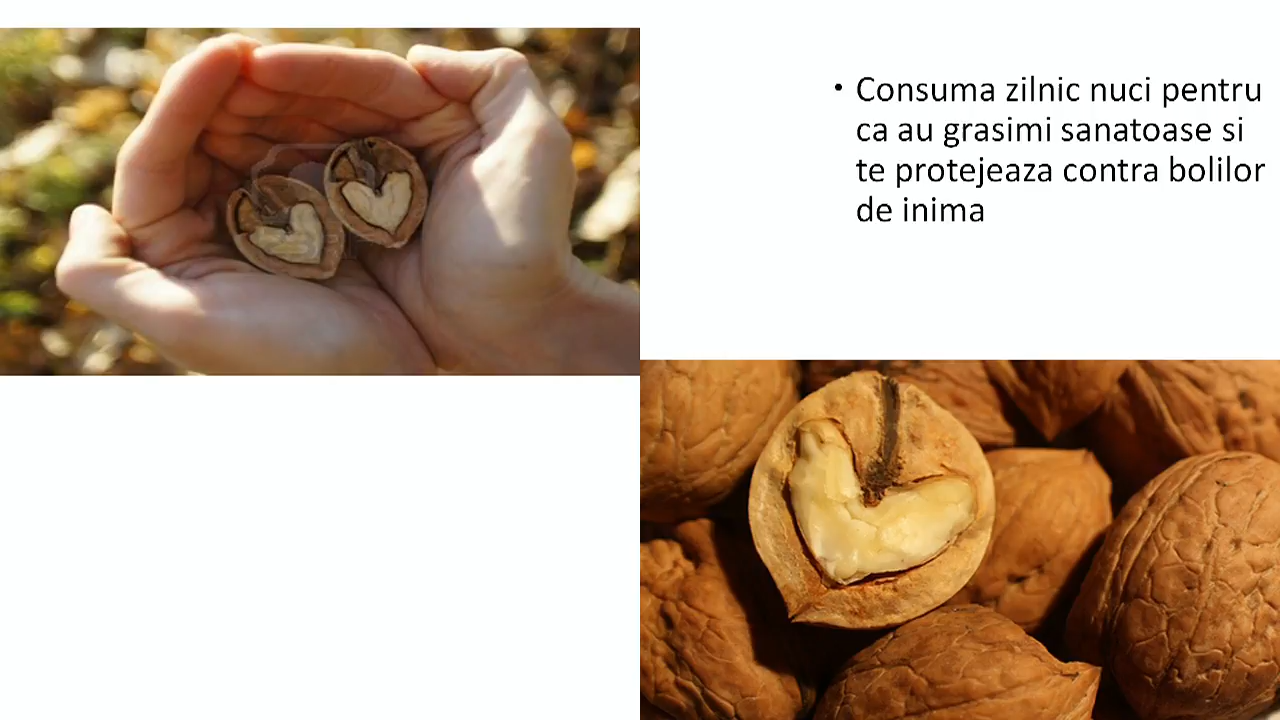 • Consuma zilnic nuci pentru
ca au grasimi sanatoase si
te protejeaza contra bolilor
de inima